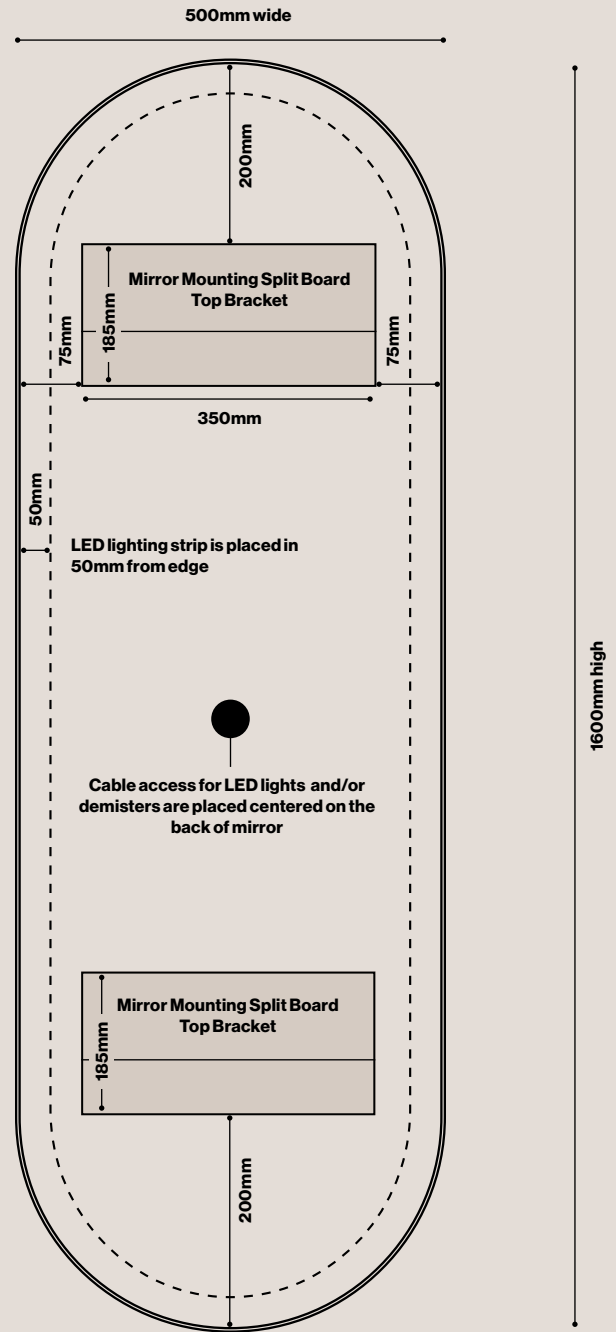 500mm wide
200mm
Mirror Mounting Split Board
Top Bracket
185mm
75mm
75mm
350mm
50mm
LED lighting strip is placed in
50mm from edge
1600mm high
Cable access for LED lights and/or
demisters are placed centered on the
back of mirror
Mirror Mounting Split Board
Top Bracket
185mm
200mm